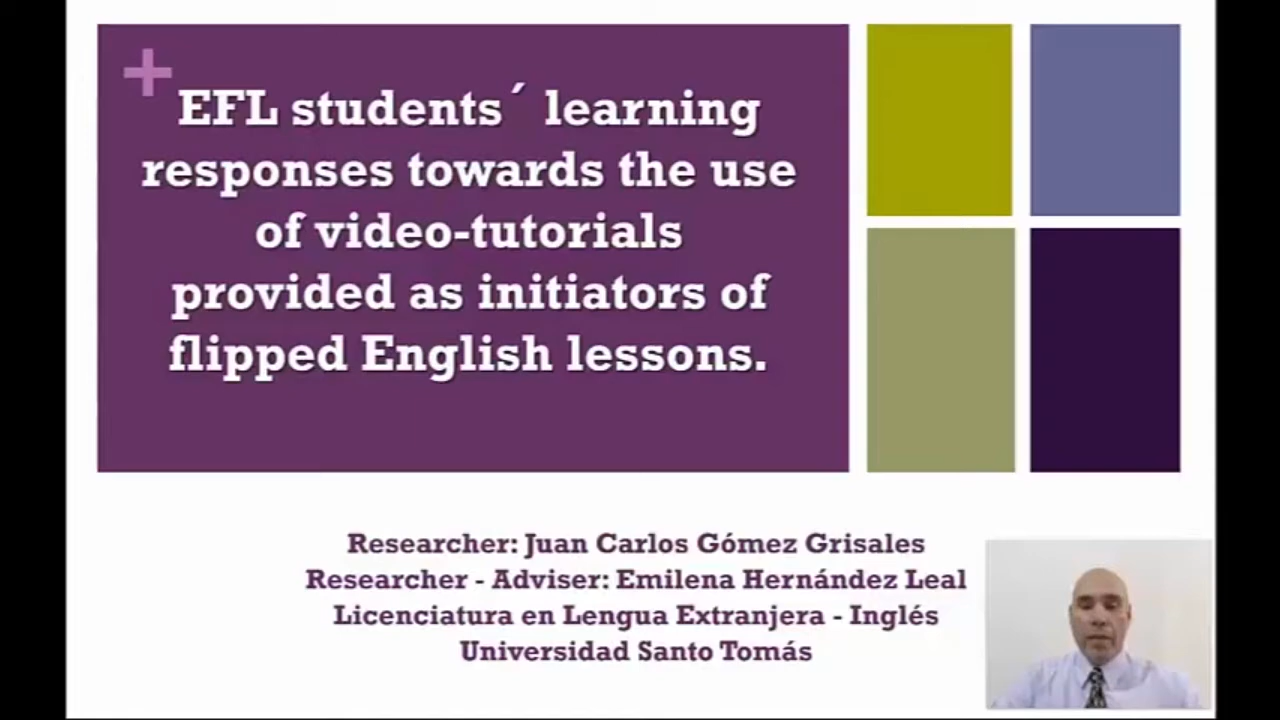 EFL students´ learning
responses towards the use
of video-tutorials
provided as initiators of
flipped English lessons.
Researcher: Juan Carlos Gómez Grisales
Researcher - Adviser: Emilena Hernández Leal
Licenciatura en Lengua Extranjera - Inglés
Universidad Santo Tomás